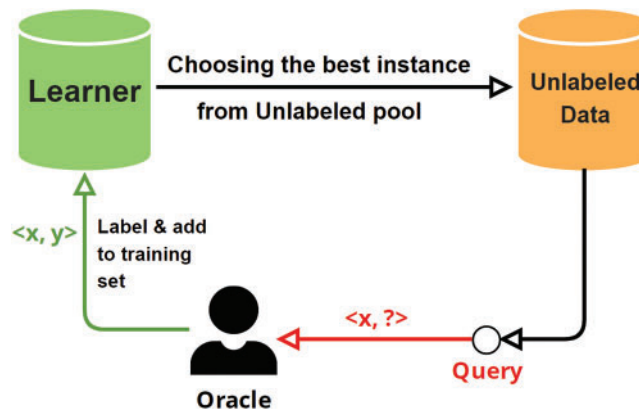 Learner
Choosing the best instance
from Unlabeled pool
Unlabeled
Data
<x, y>
Label & add
to training
set
<x, ?>
Query
Oracle